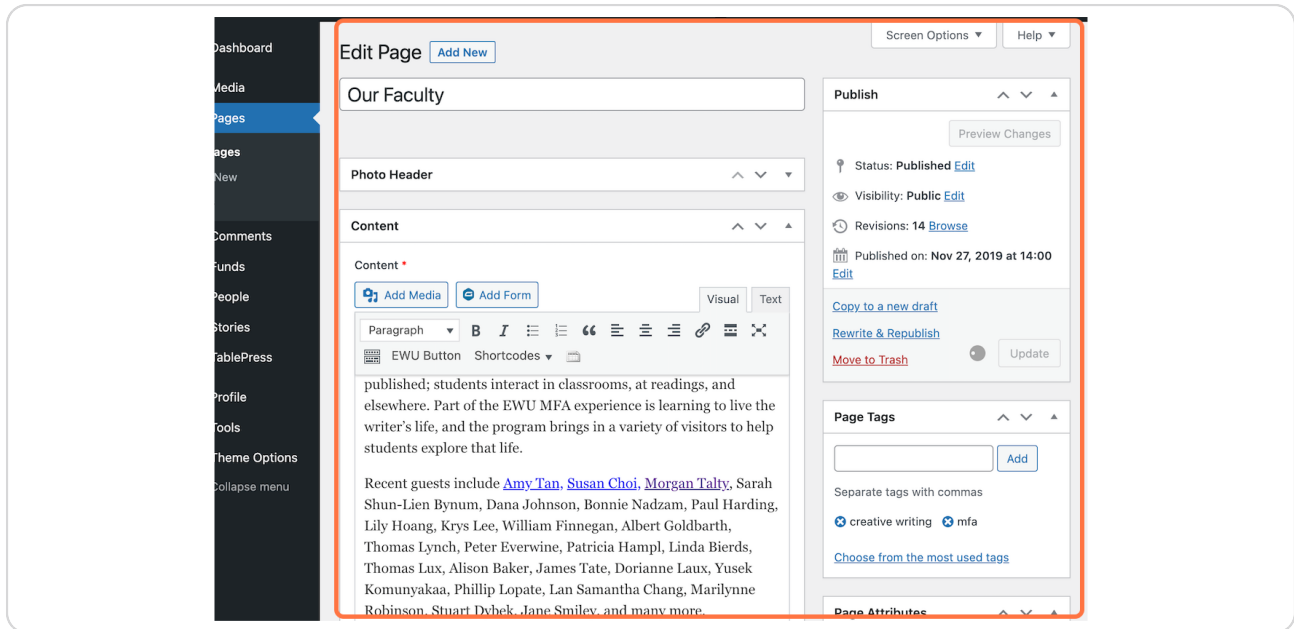 Dashboard
Media
Pages
Pages
New
Comments
Funds
People
Stories
TablePress
Profile
Tools
Theme Options
Collapse menu
Screen Options
Help
Edit Page
Add New
Our Faculty
Photo Header
Content
Content *
Add Media
Add Form
Visual
Text
Paragraph
EWU Button
Shortcodes
published; students interact in classrooms, at readings, and
elsewhere. Part of the EWU MFA experience is learning to live the
writer's life, and the program brings in a variety of visitors to help
students explore that life.
Recent guests include Amy Tan, Susan Choi, Morgan Talty, Sarah
Shun-Lien Bynum, Dana Johnson, Bonnie Nadzam, Paul Harding,
Lily Hoang, Krys Lee, William Finnegan, Albert Goldbarth,
Thomas Lynch, Peter Everwine, Patricia Hampl, Linda Bierds,
Thomas Lux, Alison Baker, James Tate, Dorianne Laux, Yusek
Komunyakaa, Phillip Lopate, Lan Samantha Chang, Marilynne
Robinson, Stuart Dybek, Jane Smiley, and many more.
Publish
Preview Changes
Status: Published Edit
Visibility: Public Edit
Revisions: 14 Browse
Published on: Nov 27, 2019 at 14:00
Edit
Copy to a new draft
Rewrite & Republish
Move to Trash
Update
Page Tags
Add
Separate tags with commas
creative writing
mfa
Choose from the most used tags
Page Attributes